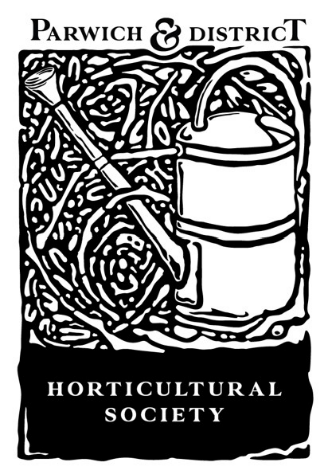 PARWICH & DISTRICT
HORTICULTURAL
SOCIETY